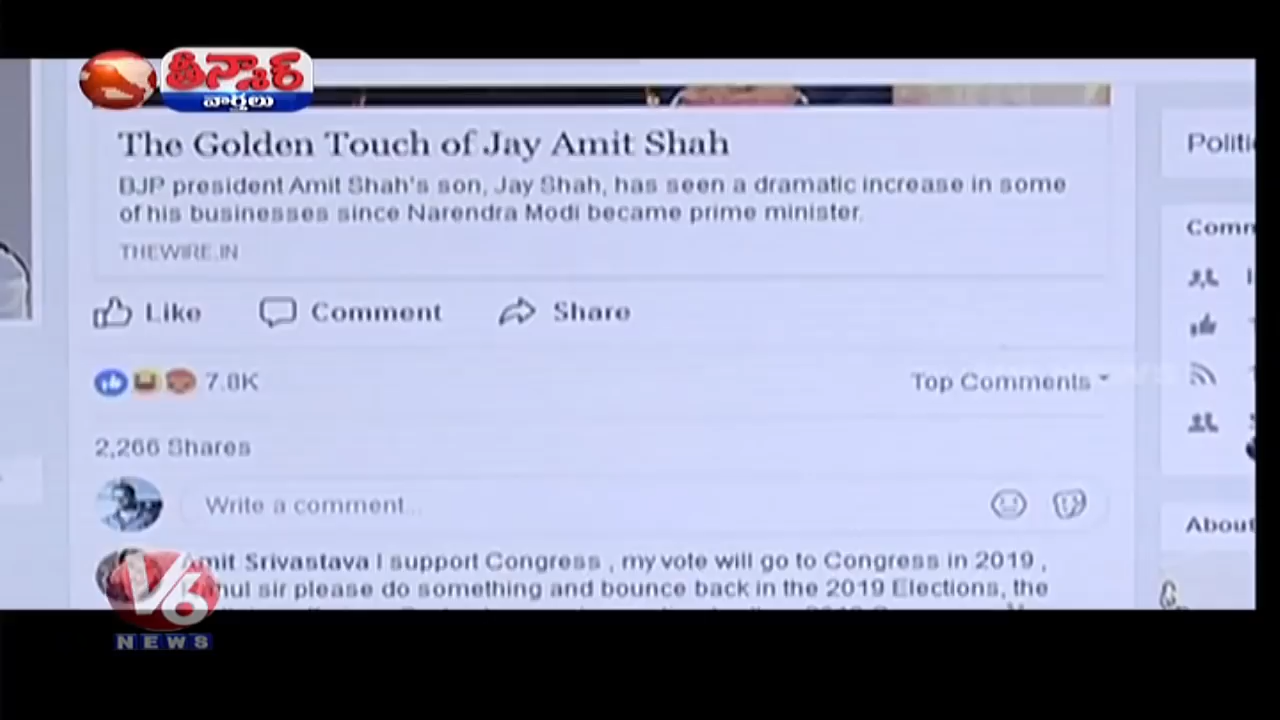 తీన్మార్
వార్తలు
The Golden Touch of Jay Amit Shah
BJP president Amit Shah's son, Jay Shah, has seen a dramatic increase in some
of his businesses since Narendra Modi became prime minister.
THEWIRE.IN
Like
Comment
Share
7.8K
Top Comments
2,266 Shares
Write a comment...
Amit Srivastava I support Congress , my vote will go to Congress in 2019 ,
sir please do something and bounce back in the 2019 Elections, the
Politi
Comm
About
V6
NEWS